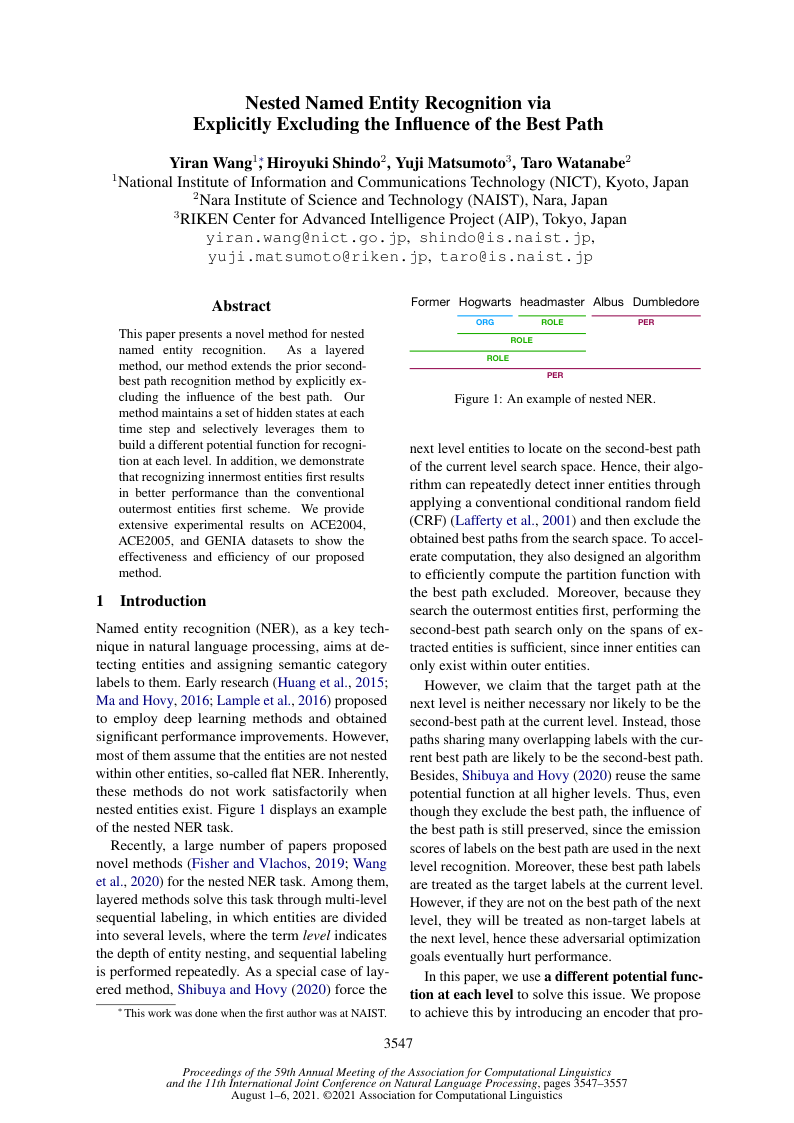 Nested Named Entity Recognition via
Explicitly Excluding the Influence of the Best Path
Yiran Wang1*, Hiroyuki Shindo2, Yuji Matsumoto3, Taro Watanabe2
1National Institute of Information and Communications Technology (NICT), Kyoto, Japan
2Nara Institute of Science and Technology (NAIST), Nara, Japan
3RIKEN Center for Advanced Intelligence Project (AIP), Tokyo, Japan
yiran.wang@nict.go.jp, shindo@is.naist.jp,
yuji.matsumoto@riken.jp, taro@is.naist.jp
Abstract
This paper presents a novel method for nested
named entity recognition. As a layered
method, our method extends the prior second-
best path recognition method by explicitly ex-
cluding the influence of the best path. Our
method maintains a set of hidden states at each
time step and selectively leverages them to
build a different potential function for recogni-
tion at each level. In addition, we demonstrate
that recognizing innermost entities first results
in better performance than the conventional
outermost entities first scheme. We provide
extensive experimental results on ACE2004,
ACE2005, and GENIA datasets to show the
effectiveness and efficiency of our proposed
method.
1 Introduction
Named entity recognition (NER), as a key tech-
nique in natural language processing, aims at de-
tecting entities and assigning semantic category
labels to them. Early research (Huang et al., 2015;
Ma and Hovy, 2016; Lample et al., 2016) proposed
to employ deep learning methods and obtained
significant performance improvements. However,
most of them assume that the entities are not nested
within other entities, so-called flat NER. Inherently,
these methods do not work satisfactorily when
nested entities exist. Figure 1 displays an example
of the nested NER task.
Recently, a large number of papers proposed
novel methods (Fisher and Vlachos, 2019; Wang
et al., 2020) for the nested NER task. Among them,
layered methods solve this task through multi-level
sequential labeling, in which entities are divided
into several levels, where the term level indicates
the depth of entity nesting, and sequential labeling
is performed repeatedly. As a special case of lay-
ered method, Shibuya and Hovy (2020) force the
*This work was done when the first author was at NAIST.
Former Hogwarts headmaster Albus Dumbledore
ORG ROLE PER
ROLE
ROLE
PER
Figure 1: An example of nested NER.
next level entities to locate on the second-best path
of the current level search space. Hence, their algo-
rithm can repeatedly detect inner entities through
applying a conventional conditional random field
(CRF) (Lafferty et al., 2001) and then exclude the
obtained best paths from the search space. To accel-
erate computation, they also designed an algorithm
to efficiently compute the partition function with
the best path excluded. Moreover, because they
search the outermost entities first, performing the
second-best path search only on the spans of ex-
tracted entities is sufficient, since inner entities can
only exist within outer entities.
However, we claim that the target path at the
next level is neither necessary nor likely to be the
second-best path at the current level. Instead, those
paths sharing many overlapping labels with the cur-
rent best path are likely to be the second-best path.
Besides, Shibuya and Hovy (2020) reuse the same
potential function at all higher levels. Thus, even
though they exclude the best path, the influence of
the best path is still preserved, since the emission
scores of labels on the best path are used in the next
level recognition. Moreover, these best path labels
are treated as the target labels at the current level.
However, if they are not on the best path of the next
level, they will be treated as non-target labels at
the next level, hence these adversarial optimization
goals eventually hurt performance.
In this paper, we use a different potential func-
tion at each level to solve this issue. We propose
to achieve this by introducing an encoder that pro-
3547
Proceedings of the 59th Annual Meeting of the Association for Computational Linguistics
and the 11th International Joint Conference on Natural Language Processing, pages 3547–3557
August 1–6, 2021. ©2021 Association for Computational Linguistics